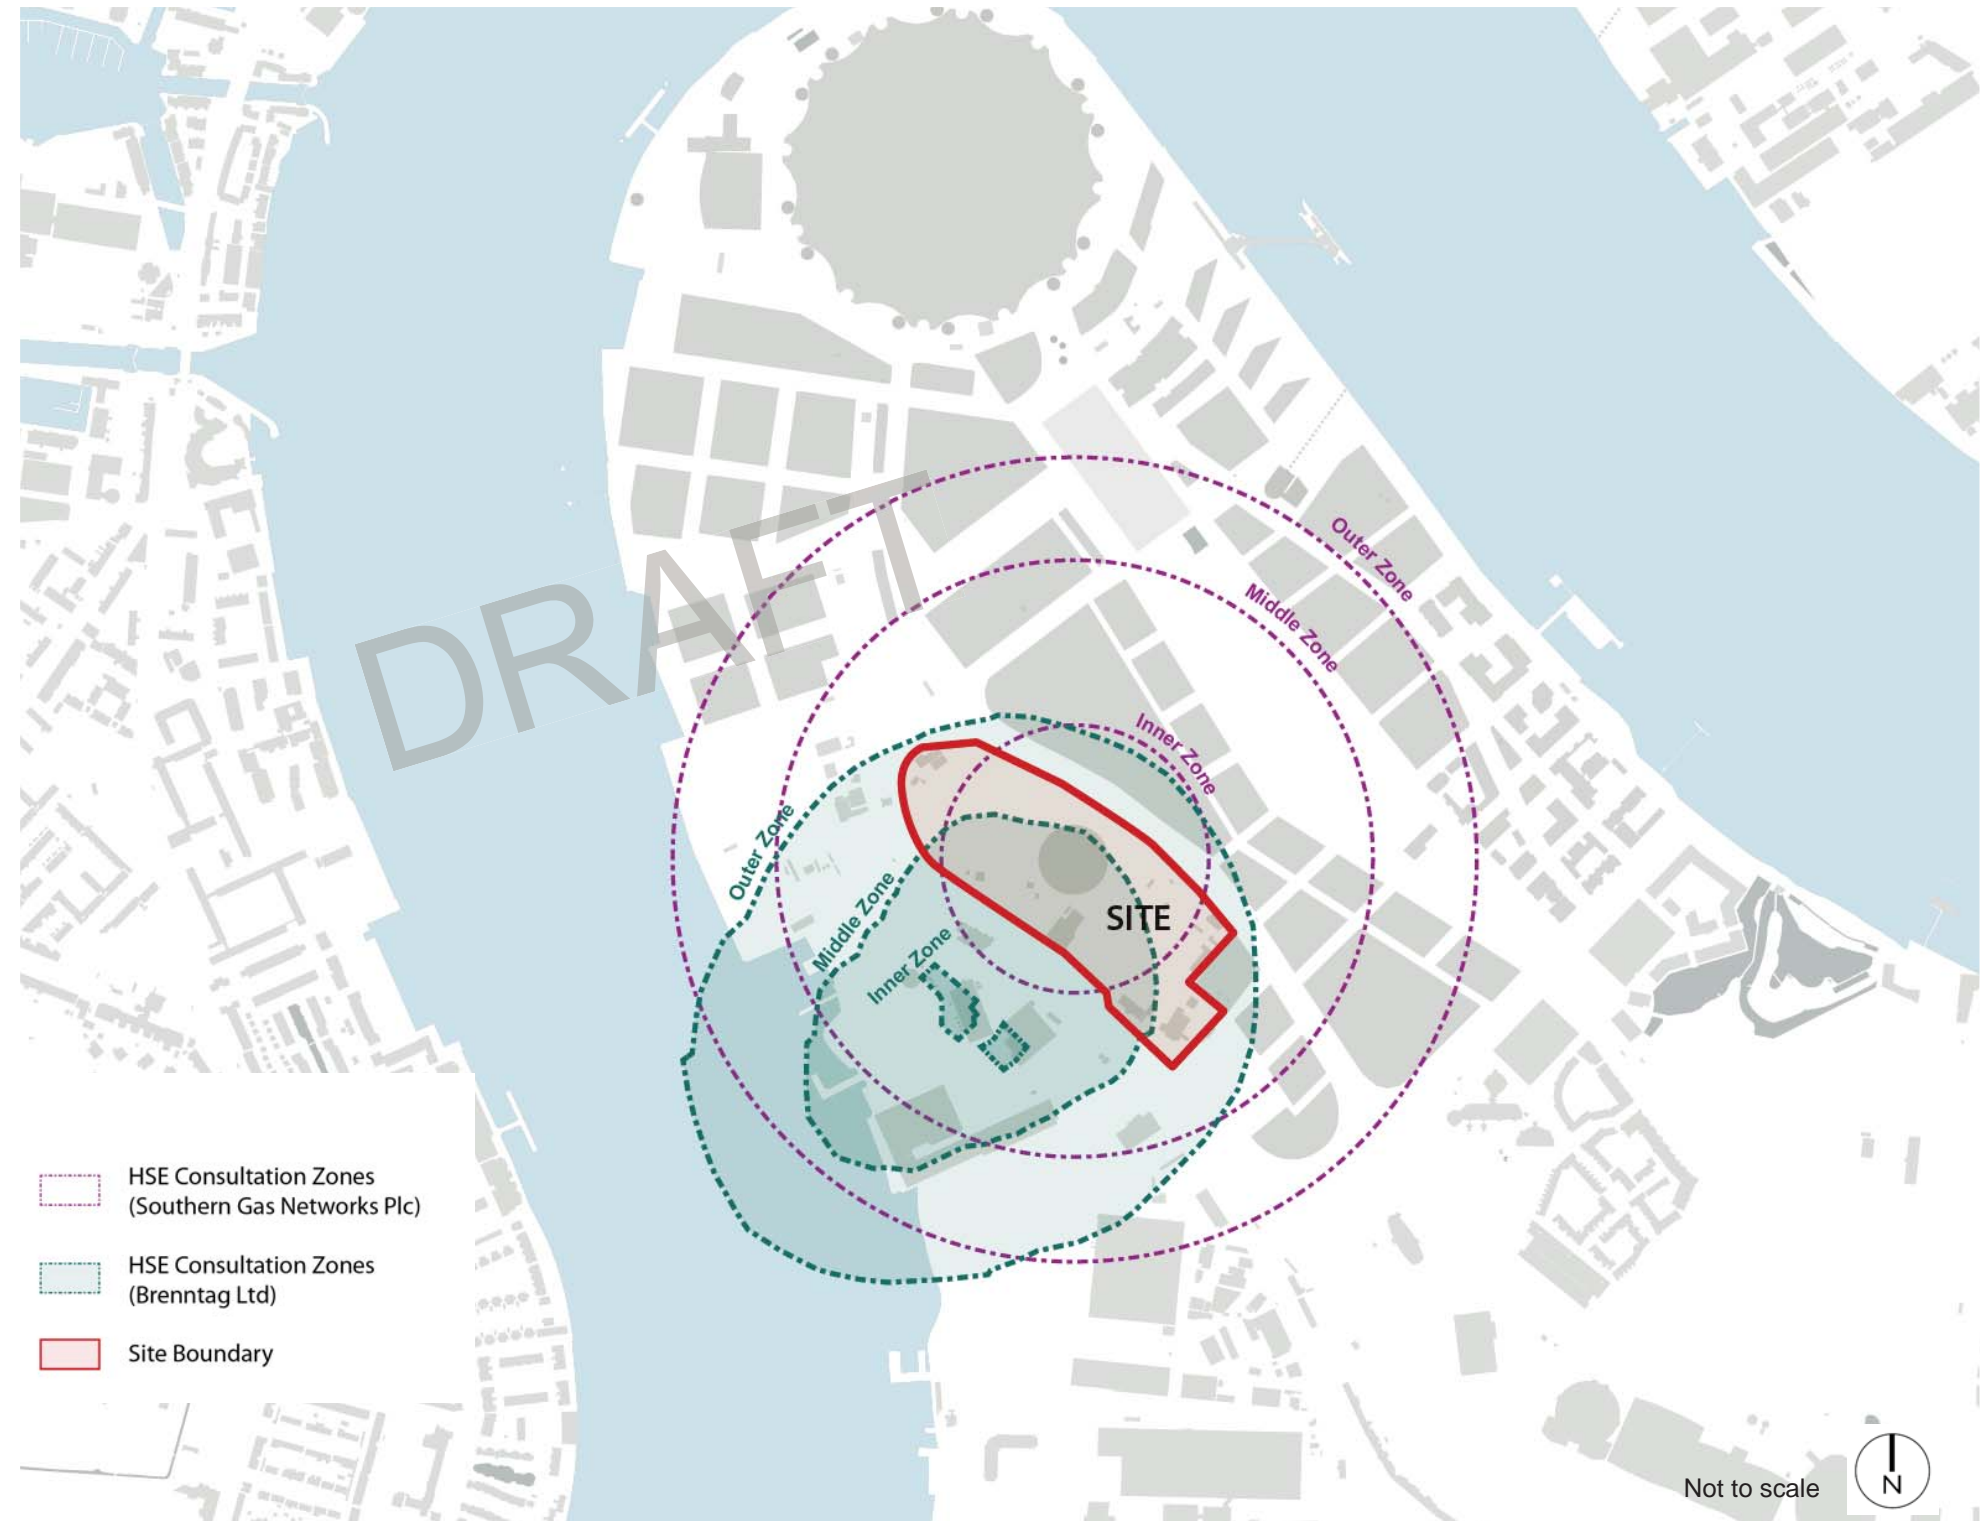 DRAFT
Outer Zone
Middle Zone
Inner Zone
Outer Zone
Middle Zone
Inner Zone
SITE
HSE Consultation Zones
(Southern Gas Networks Plc)
HSE Consultation Zones
(Brenntag Ltd)
Site Boundary
Not to scale
N